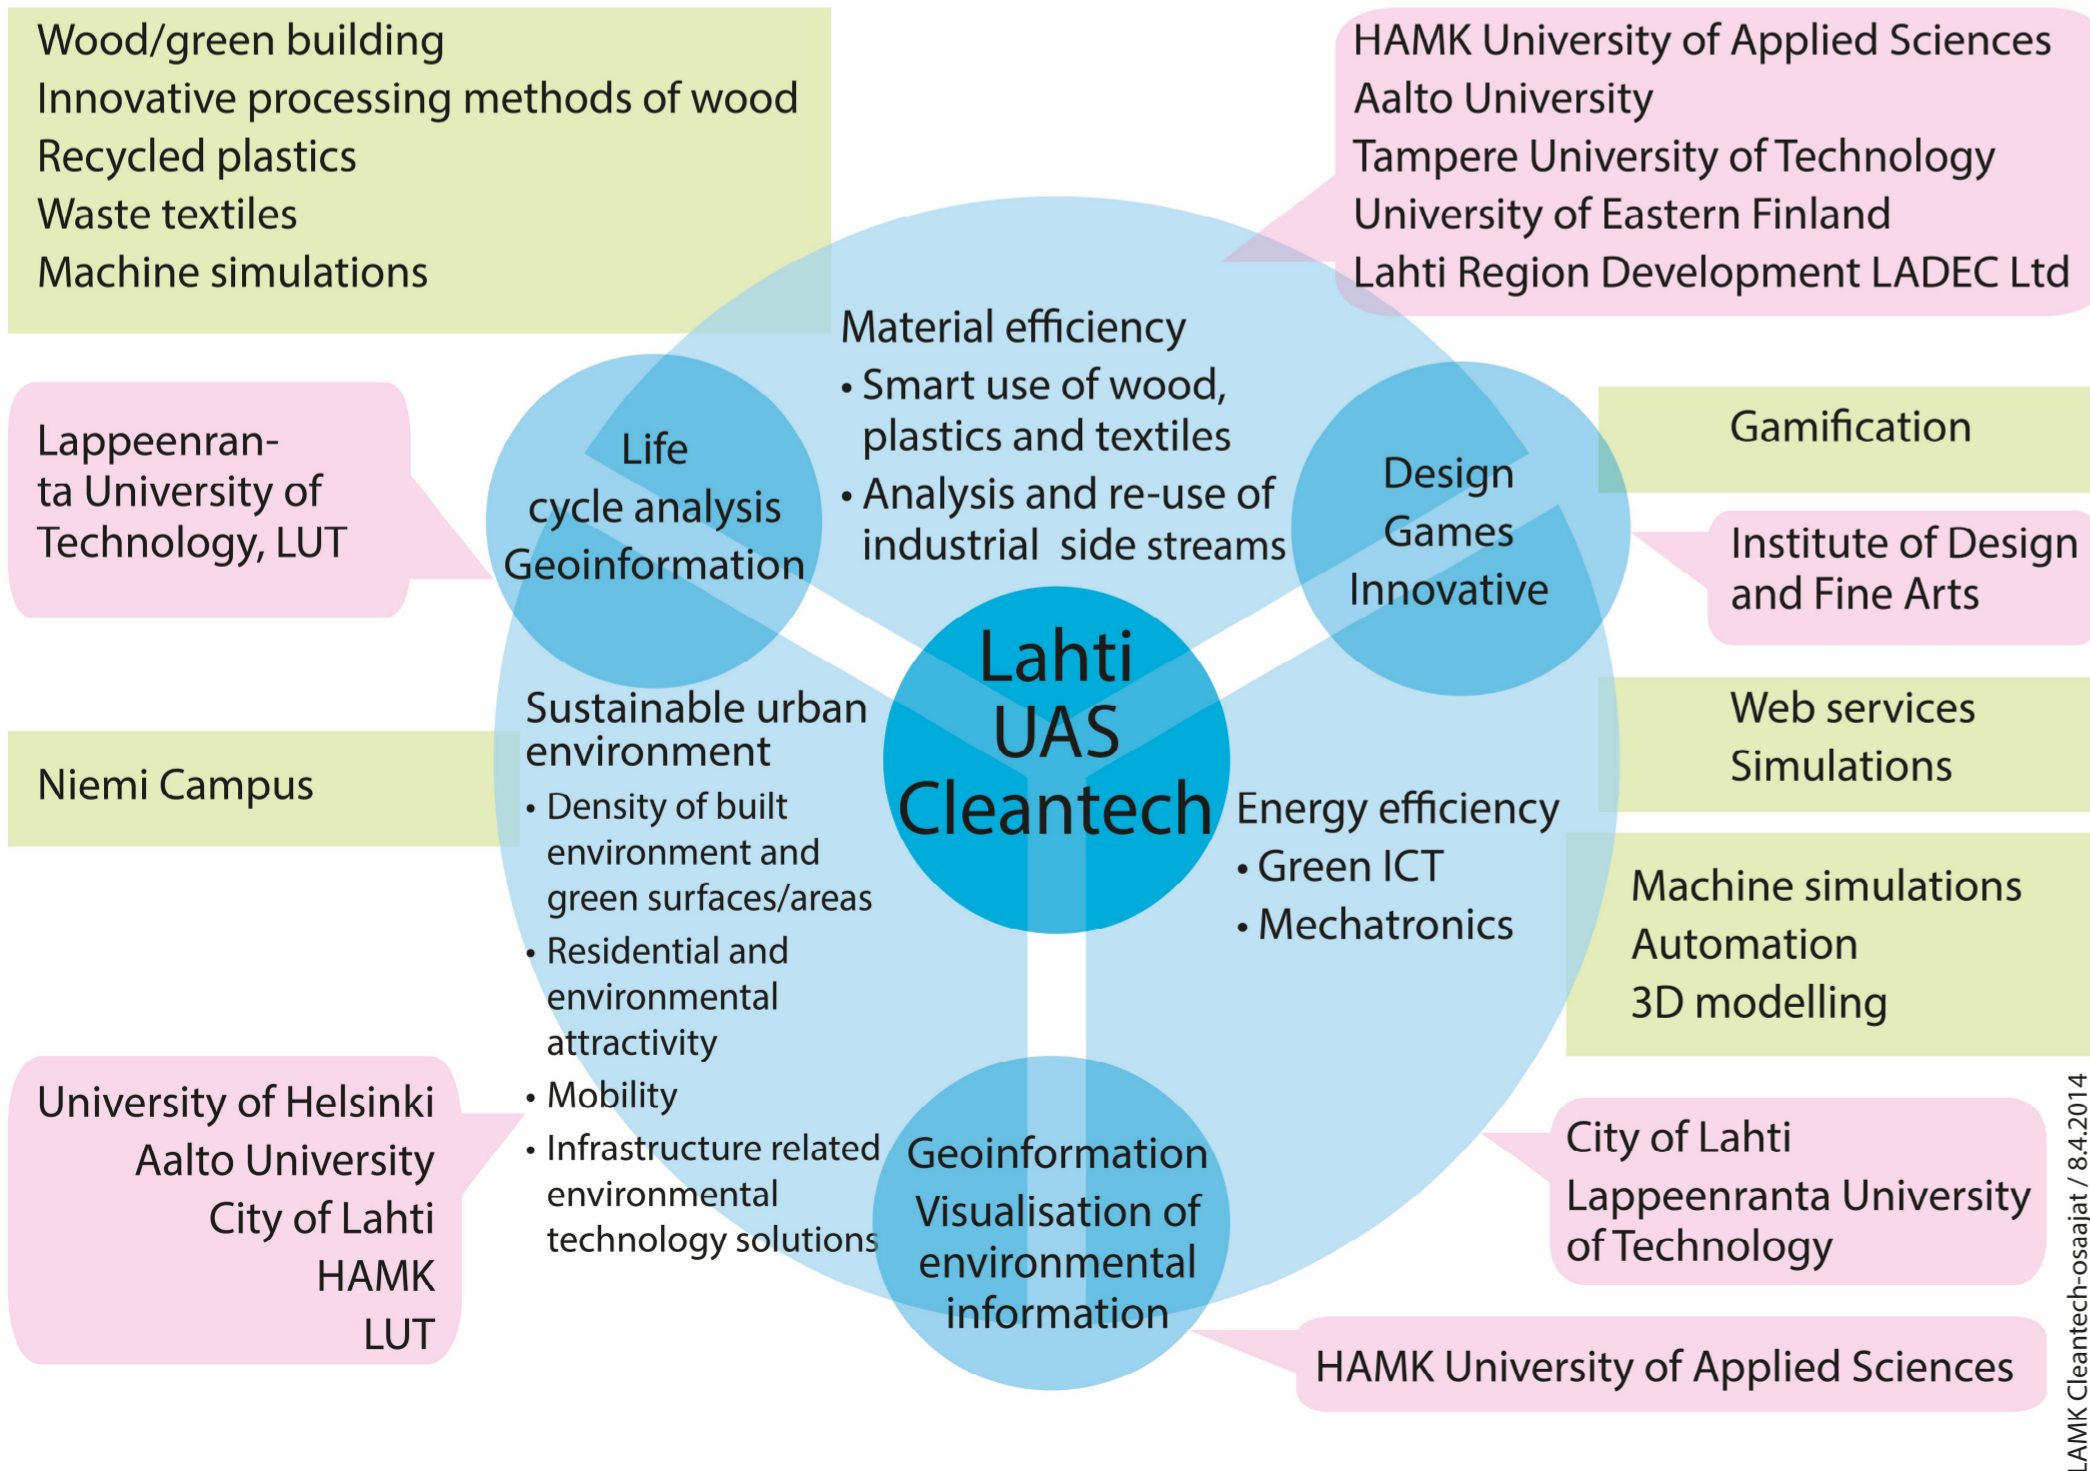 Wood/green building
Innovative processing methods of wood
Recycled plastics
Waste textiles
Machine simulations
HAMK University of Applied Sciences
Aalto University
Tampere University of Technology
University of Eastern Finland
Lahti Region Development LADEC Ltd
Material efficiency
• Smart use of wood,
plastics and textiles
• Analysis and re-use of
industrial side streams
Lappeenran-
ta University of
Technology, LUT
Life
cycle analysis
Geoinformation
Design
Games
Innovative
Gamification
Institute of Design
and Fine Arts
Lahti
UAS
Cleantech
Web services
Simulations
Niemi Campus
Sustainable urban
environment
• Density of built
environment and
green surfaces/areas
• Residential and
environmental
attractivity
• Mobility
• Infrastructure related
environmental
technology solutions
Energy efficiency
• Green ICT
• Mechatronics
Machine simulations
Automation
3D modelling
University of Helsinki
Aalto University
City of Lahti
HAMK
LUT
Geoinformation
Visualisation of
environmental
information
City of Lahti
Lappeenranta University
of Technology
HAMK University of Applied Sciences
LAMK Cleantech-osaajat / 8.4.2014